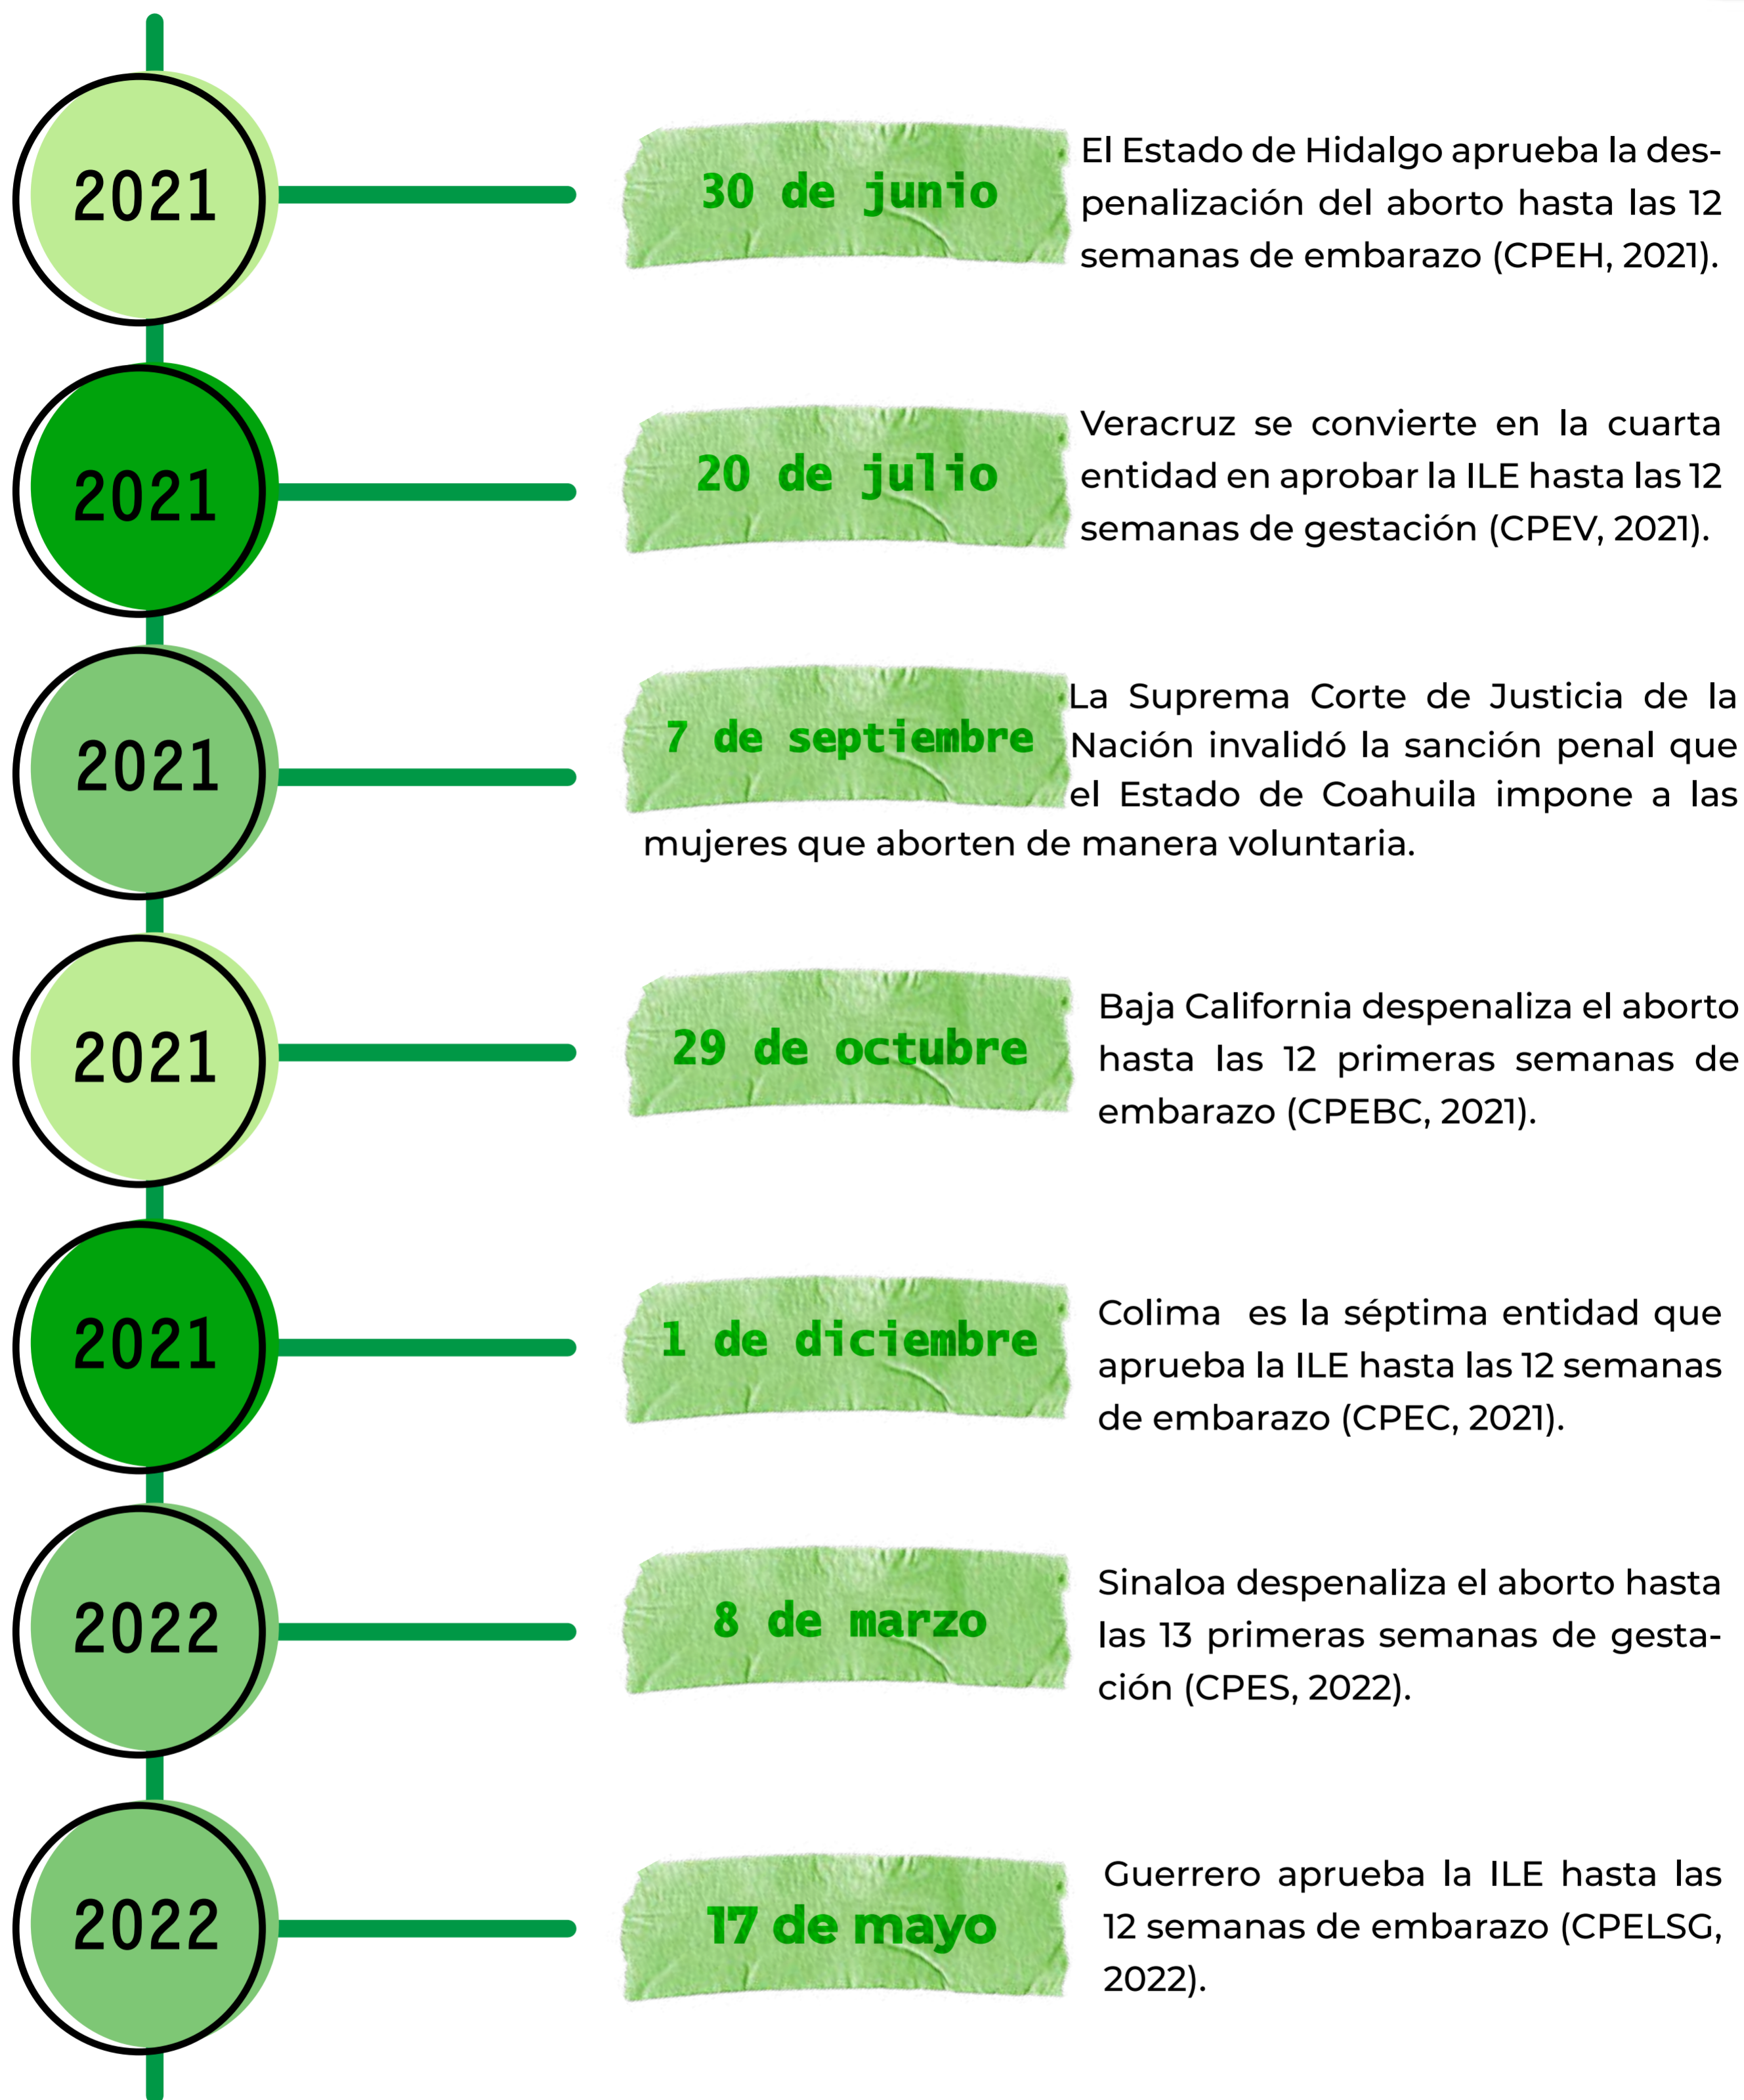 2021
30 de junio
El Estado de Hidalgo aprueba la des-
penalización del aborto hasta las 12
semanas de embarazo (CPEH, 2021).
2021
20 de julio
Veracruz se convierte en la cuarta
entidad en aprobar la ILE hasta las 12
semanas de gestación (CPEV, 2021).
2021
7 de septiembre
La Suprema Corte de Justicia de la
Nación invalidó la sanción penal que
el Estado de Coahuila impone a las
mujeres que aborten de manera voluntaria.
2021
29 de octubre
Baja California despenaliza el aborto
hasta las 12 primeras semanas de
embarazo (CPEBC, 2021).
2021
1 de diciembre
Colima es la séptima entidad que
aprueba la ILE hasta las 12 semanas
de embarazo (CPEC, 2021).
2022
8 de marzo
Sinaloa despenaliza el aborto hasta
las 13 primeras semanas de gesta-
ción (CPES, 2022).
2022
17 de mayo
Guerrero aprueba la ILE hasta las
12 semanas de embarazo (CPELSG,
2022).